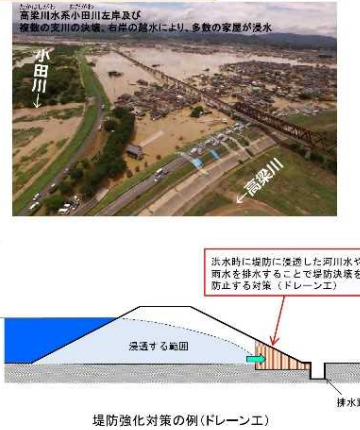 たかはしがわ おだがわ
高梁川水系小田川左岸及び
複数の支川の決壊、右岸の越水により、多数の家屋が浸水
小田川
←高梁川
洪水時に堤防に浸透した河川水や
雨水を排水することで堤防決壊を
防止する対策（ドレーン工）
浸透する範囲
排水
堤防強化対策の例(ドレーン工)